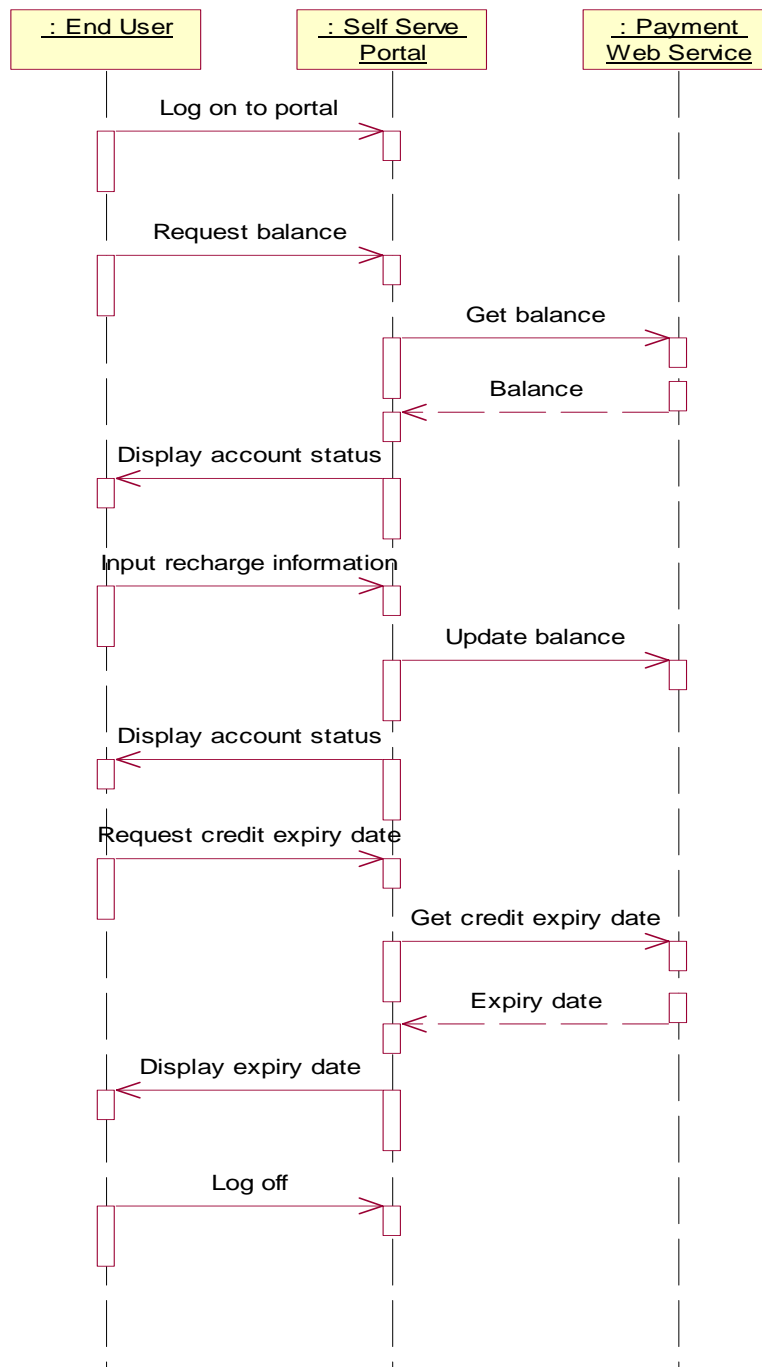 : End User
: Self Serve
Portal
: Payment
Web Service
Log on to portal
Request balance
Get balance
Balance
Display account status
Input recharge information
Update balance
Display account status
Request credit expiry date
Get credit expiry date
Expiry date
Display expiry date
Log off